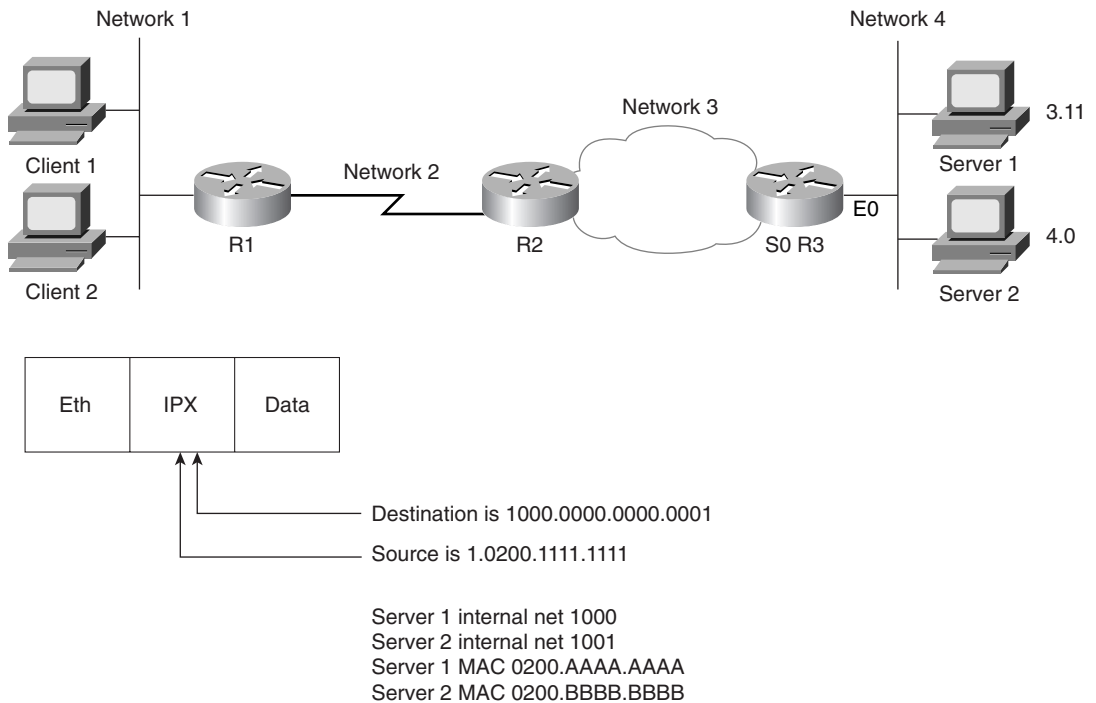 Network 1
Network 4
Network 3
3.11
Client 1
Server 1
Network 2
E0
4.0
R1
R2
S0 R3
Client 2
Server 2
Eth
IPX
Data
Destination is 1000.0000.0000.0001
Source is 1.0200.1111.1111
Server 1 internal net 1000
Server 2 internal net 1001
Server 1 MAC 0200.AAAA.AAAA
Server 2 MAC 0200.BBBB.BBBB